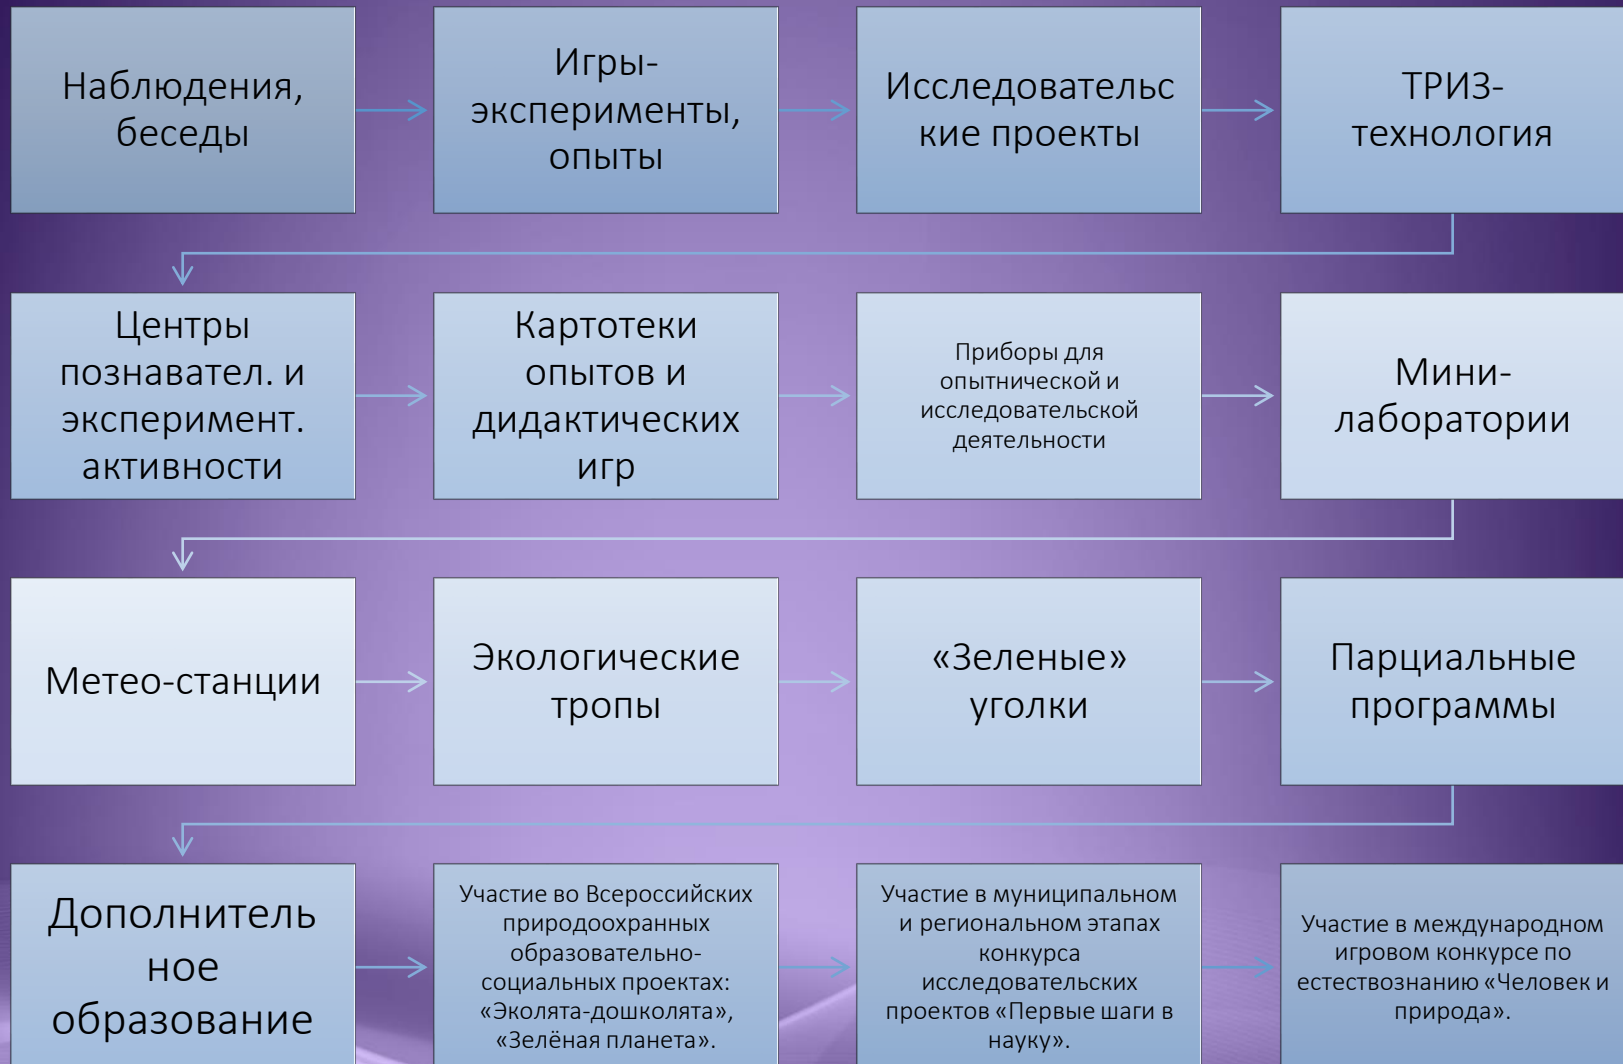 Наблюдения,
беседы
Игры-
эксперименты,
опыты
Исследовательс
кие проекты
ТРИЗ-
технология
Центры
познавател. и
эксперимент.
активности
Картотеки
опытов и
дидактических
игр
Приборы для
опытнической и
исследовательской
деятельности
Мини-
лаборатории
Метео-станции
Экологические
тропы
«Зеленые»
уголки
Парциальные
программы
Дополнитель
ное
образование
Участие во Всероссийских
природоохранных
образовательно-
социальных проектах:
«Эколята-дошколята»,
«Зелёная планета».
Участие в муниципальном
и региональном этапах
конкурса
исследовательских
проектов «Первые шаги в
науку».
Участие в международном
игровом конкурсе по
естествознанию «Человек и
природа».